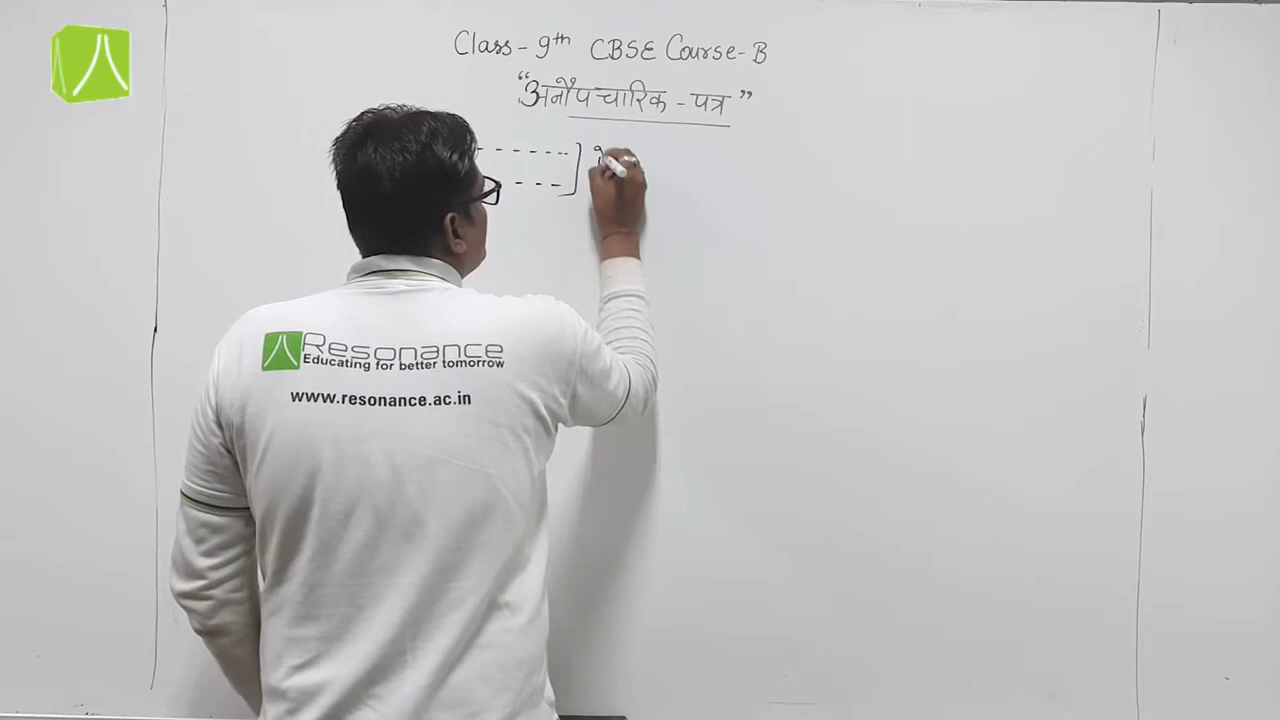 Class - 9th CBSE Course - B
"अनौपचारिक - पत्र"
Resonance
Educating for better tomorrow
www.resonance.ac.in